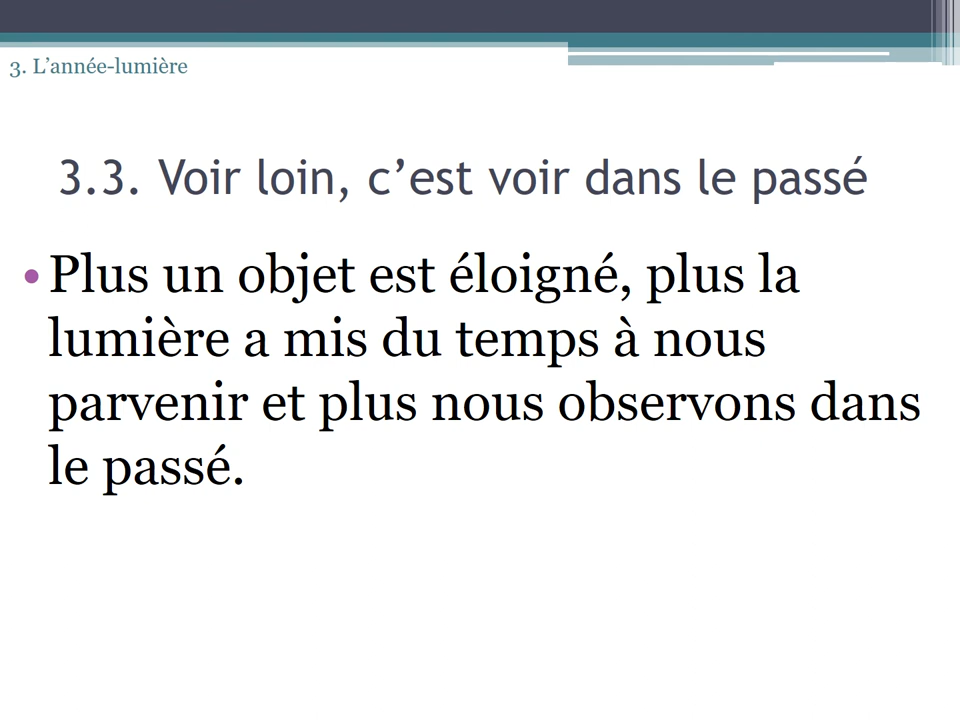 3. L’année-lumière
3.3. Voir loin, c’est voir dans le passé
• Plus un objet est éloigné, plus la
lumière a mis du temps à nous
parvenir et plus nous observons dans
le passé.